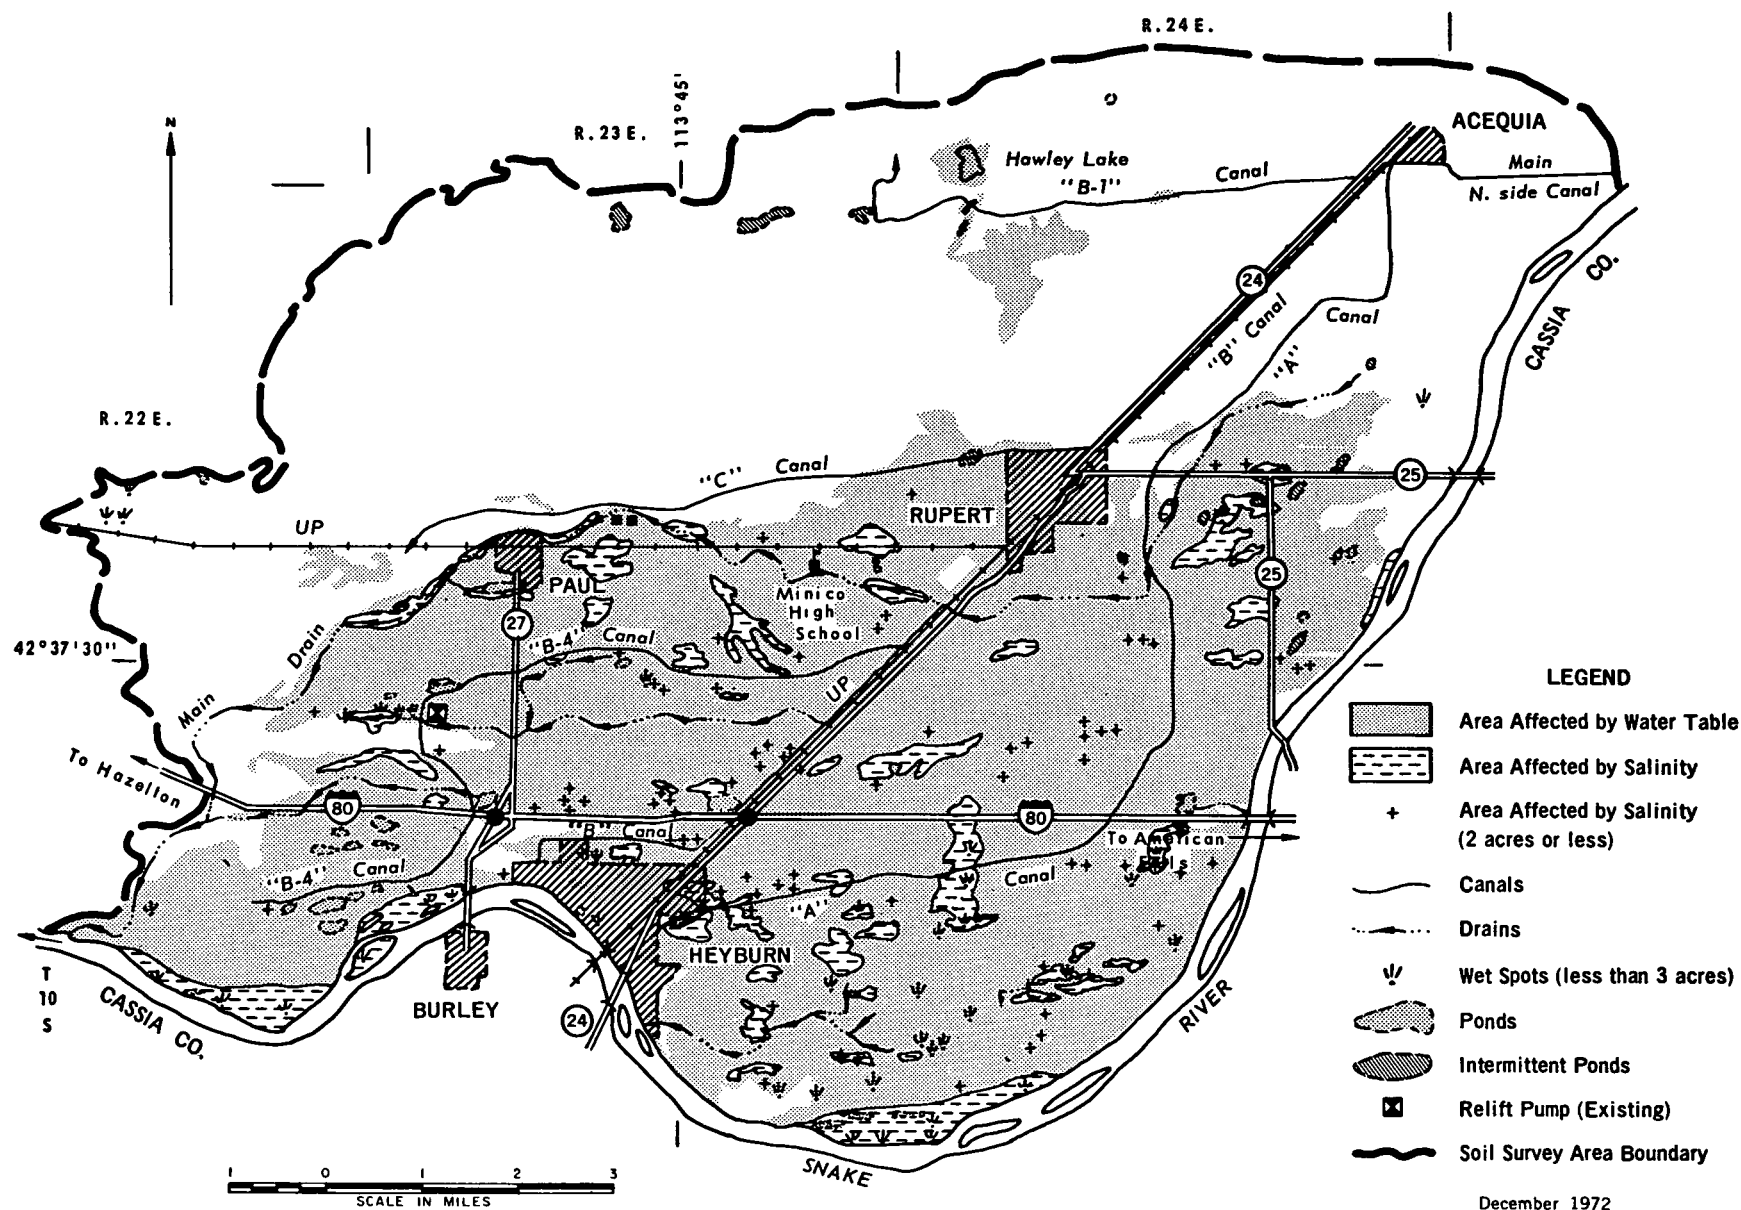 R. 24 E.
ACEQUIA
N
R. 23 E.
113°45'
Hawley Lake
"B-1"
Canal
Main
N. side Canal
24
CASSIA CO.
"B" Canal
Canal
"A"
R. 22 E.
"C" Canal
25
UP
RUPERT
PAUL
25
Minico
High
School
27
"B-4" Canal
42°37'30"
Drain
Main
UP
To Hazelton
80
80
"B" Canal
To American
Falls
"B-4" Canal
Canal
"A"
HEYBURN
T
10
S
CASSIA CO.
BURLEY
24
RIVER
SNAKE
1 0 1 2 3
SCALE IN MILES
LEGEND
Area Affected by Water Table
Area Affected by Salinity
Area Affected by Salinity
(2 acres or less)
Canals
Drains
Wet Spots (less than 3 acres)
Ponds
Intermittent Ponds
Relift Pump (Existing)
Soil Survey Area Boundary
December 1972